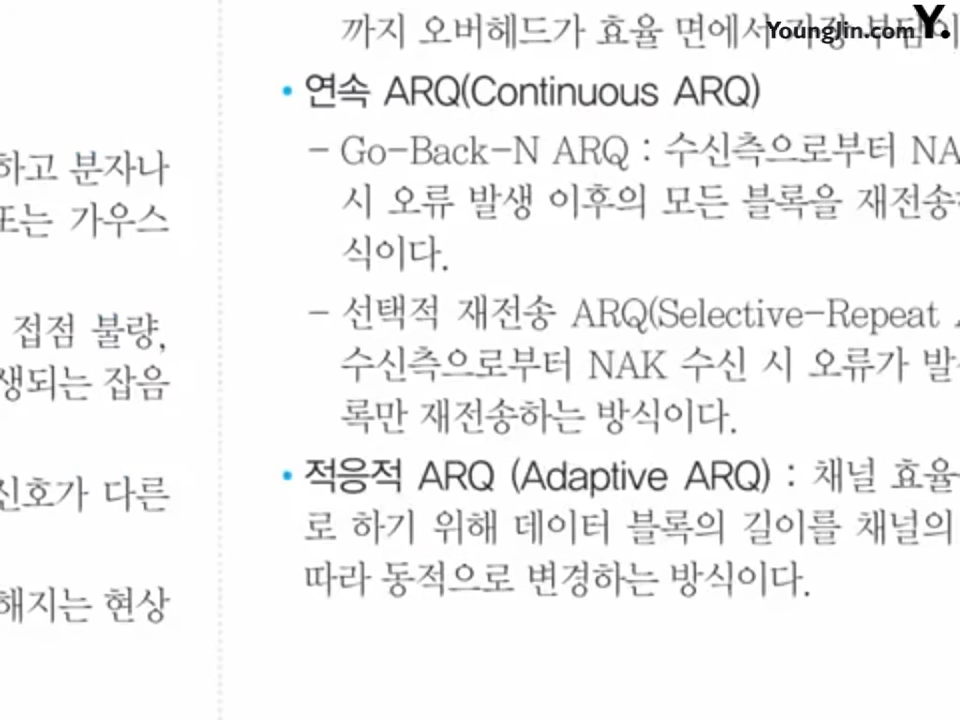 하고 분자나
또는 가우스
접점 불량,
생되는 잡음
신호가 다른
해지는 현상
까지 오버헤드가 효율 면에서 가장 부담이
YoungJin.com Y.
• 연속 ARQ(Continuous ARQ)
- Go-Back-N ARQ : 수신측으로부터 NA
시 오류 발생 이후의 모든 블록을 재전송
식이다.
- 선택적 재전송 ARQ(Selective-Repeat
수신측으로부터 NAK 수신 시 오류가 발
록만 재전송하는 방식이다.
• 적응적 ARQ (Adaptive ARQ) : 채널 효율
로 하기 위해 데이터 블록의 길이를 채널의
따라 동적으로 변경하는 방식이다.